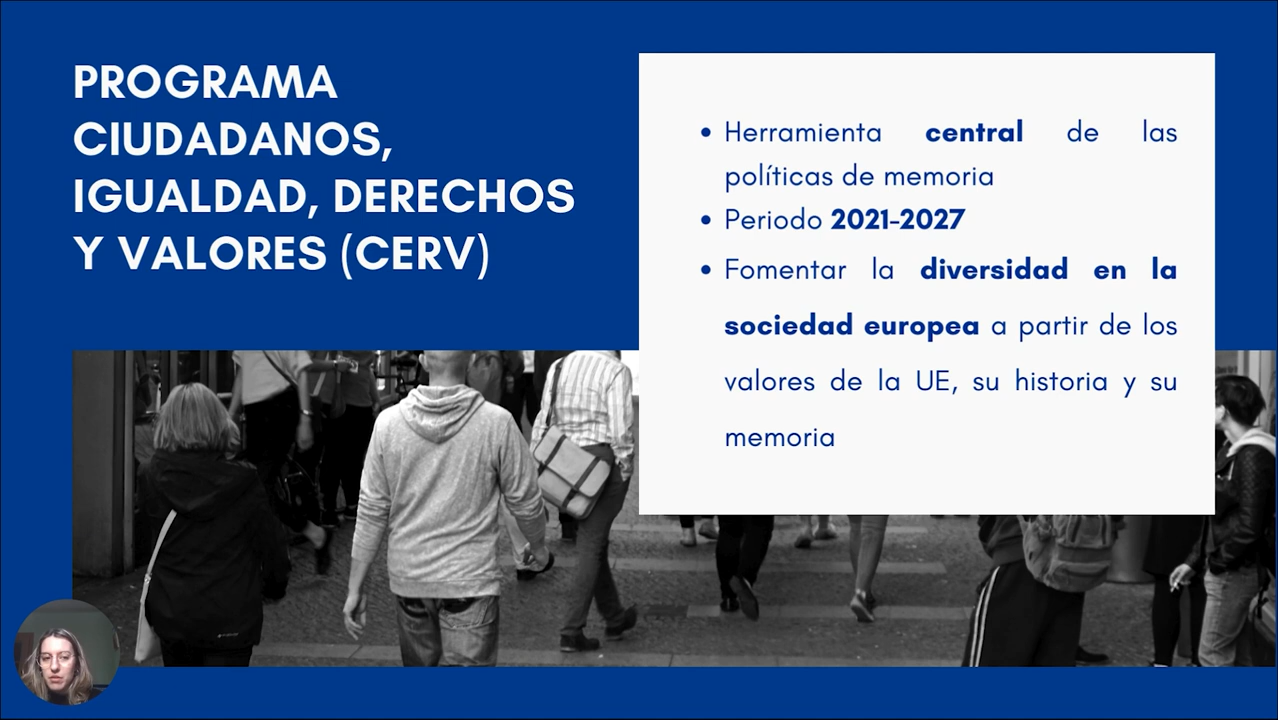 PROGRAMA
CIUDADANOS,
IGUALDAD, DERECHOS
Y VALORES (CERV)
• Herramienta central de las
políticas de memoria
• Periodo 2021-2027
• Fomentar la diversidad en la
sociedad europea a partir de los
valores de la UE, su historia y su
memoria